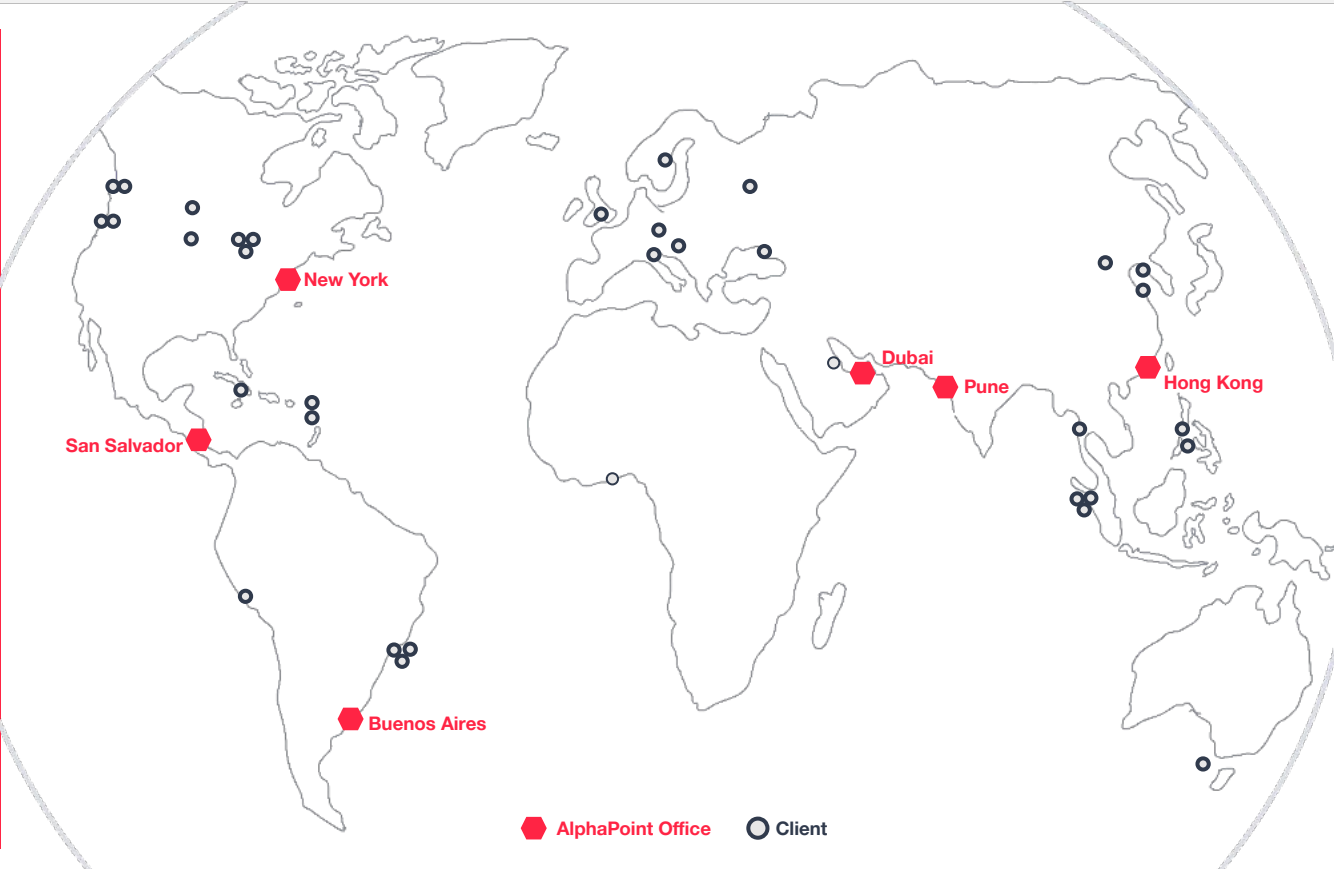 New York
Dubai
Pune
Hong Kong
San Salvador
Buenos Aires
AlphaPoint Office
Client